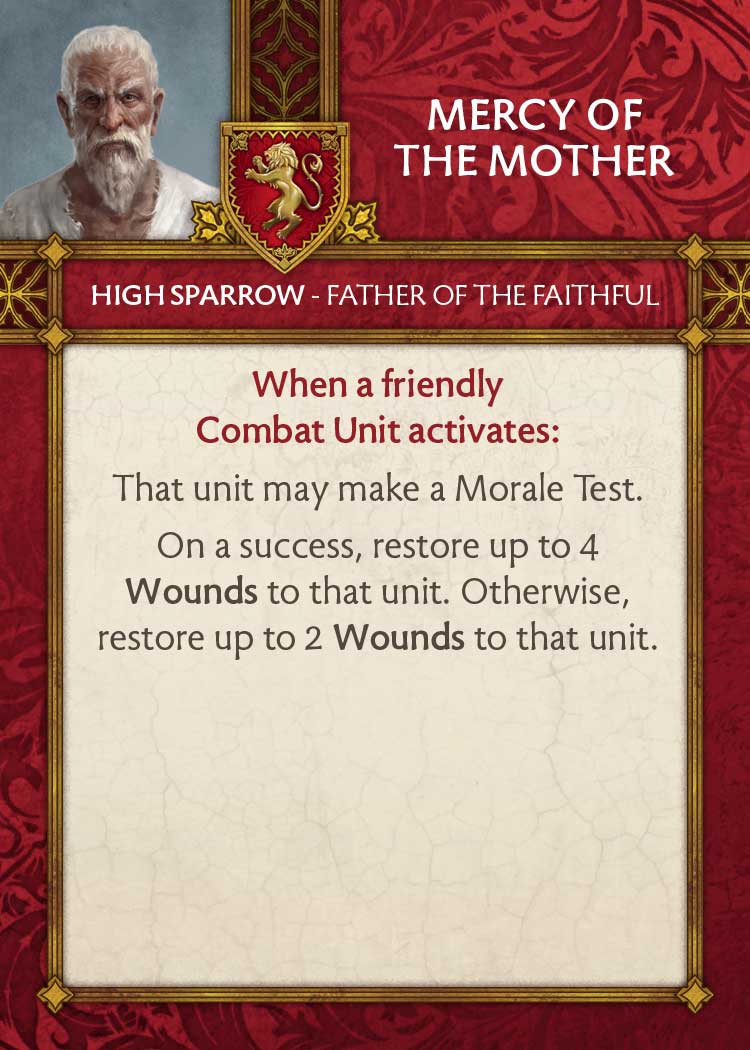 MERCY OF
THE MOTHER
HIGH SPARROW - FATHER OF THE FAITHFUL
When a friendly
Combat Unit activates:
That unit may make a Morale Test.
On a success, restore up to 4
Wounds to that unit. Otherwise,
restore up to 2 Wounds to that unit.